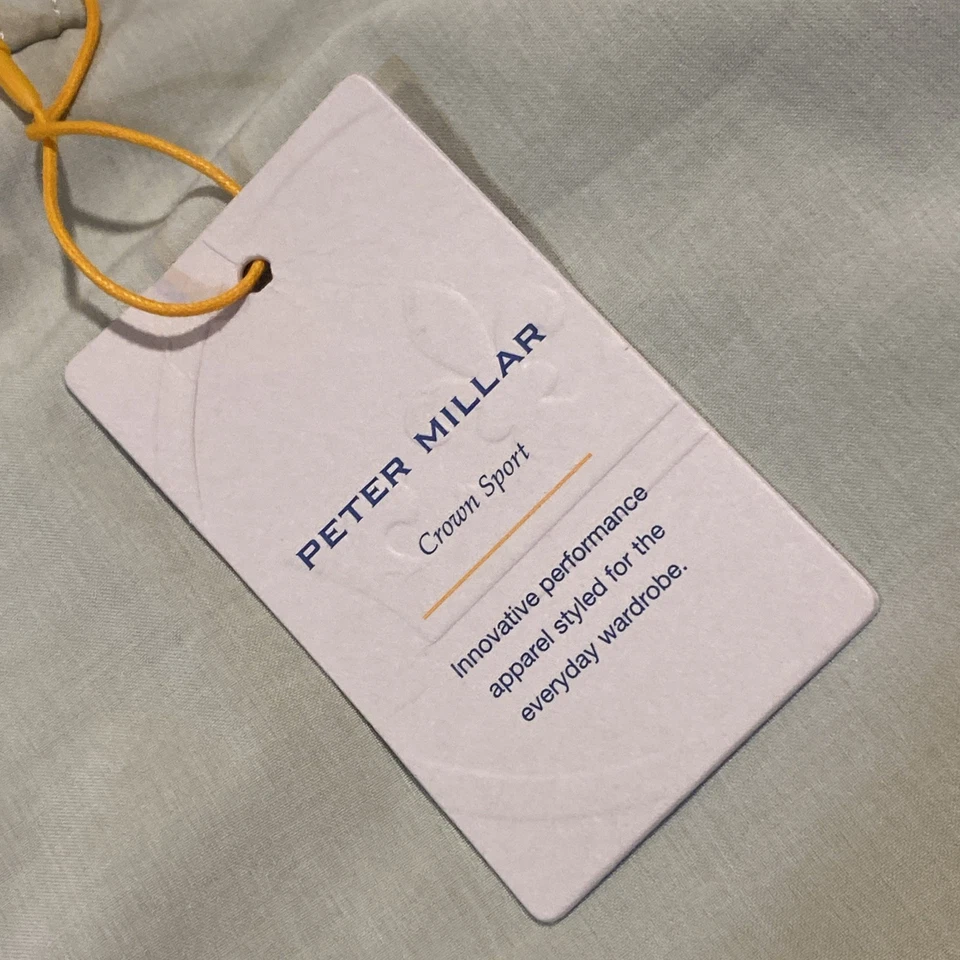 PETER MILLAR
Crown Sport
Innovative performance
apparel styled for the
everyday wardrobe.